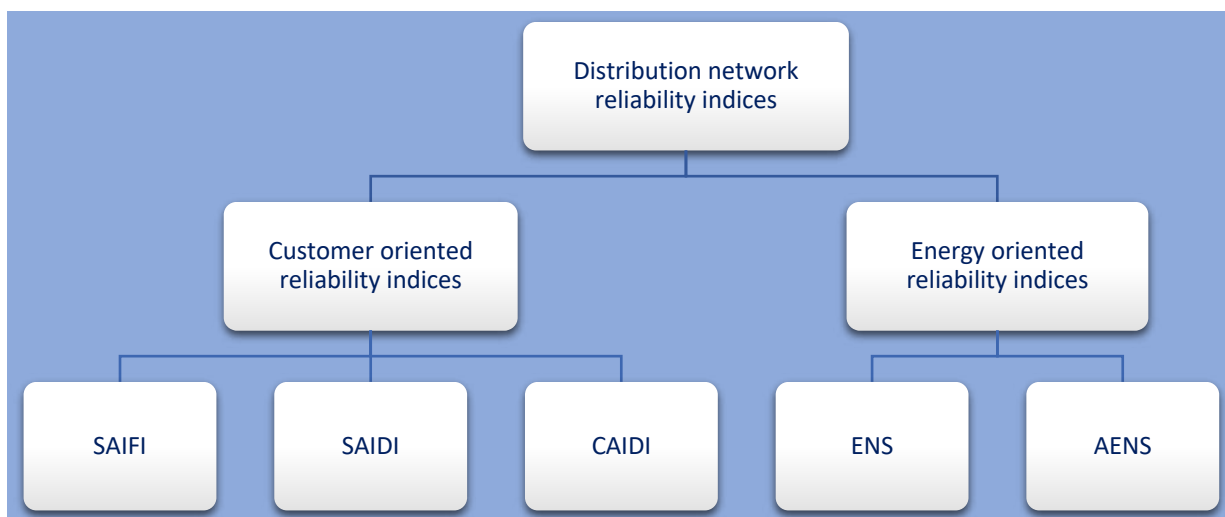 Distribution network
reliability indices
Customer oriented
reliability indices
Energy oriented
reliability indices
SAIFI
SAIDI
CAIDI
ENS
AENS